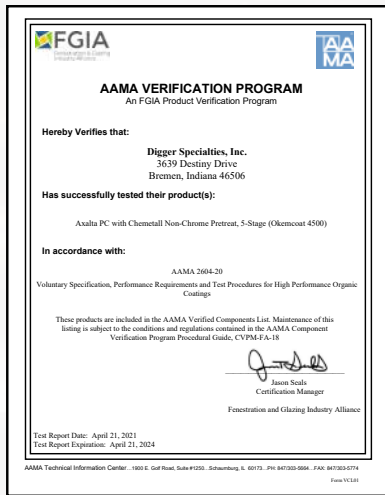 FGIA
Fenestration & Glazing
Industry Alliance
AA
MA
AAMA VERIFICATION PROGRAM
An FGIA Product Verification Program
Hereby Verifies that:
Digger Specialties, Inc.
3639 Destiny Drive
Bremen, Indiana 46506
Has successfully tested their product(s):
Axalta PC with Chemetall Non-Chrome Pretreat, 5-Stage (Okemcoat 4500)
In accordance with:
AAMA 2604-20
Voluntary Specification, Performance Requirements and Test Procedures for High Performance Organic
Coatings
These products are included in the AAMA Verified Components List. Maintenance of this
listing is subject to the conditions and regulations contained in the AAMA Component
Verification Program Procedural Guide, CVPM-FA-18
Jason Seals
Certification Manager
Fenestration and Glazing Industry Alliance
Test Report Date: April 21, 2021
Test Report Expiration: April 21, 2024
AAMA Technical Information Center...1900 E. Golf Road, Suite #1250...Schaumburg, IL 60173...PH: 847/303-5664...FAX: 847/303-5774
Form VCL01